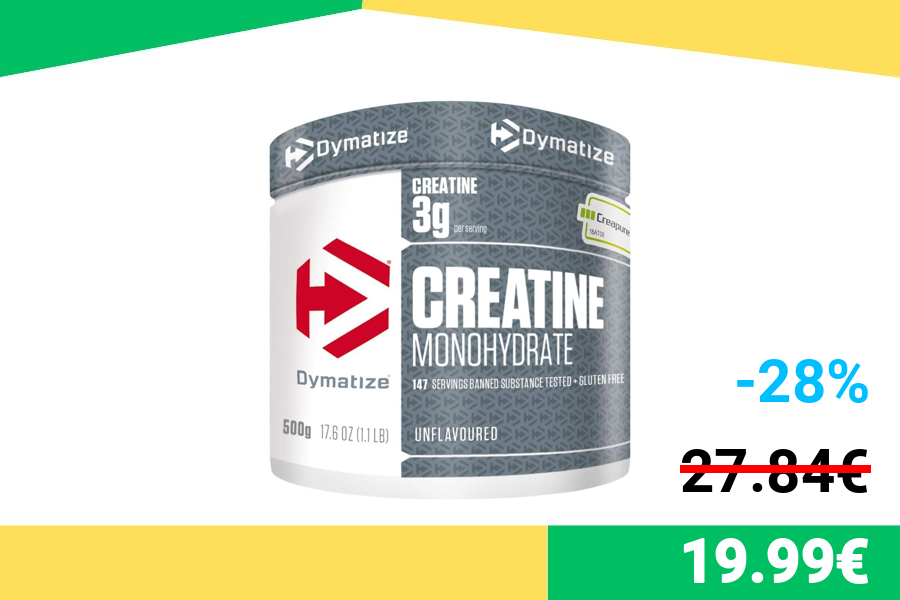 Dymatize Dymatize
CREATINE
3g per serving
Creapure
CREATINE
MONOHYDRATE
147 SERVINGS BANNED SUBSTANCE TESTED + GLUTEN FREE
Dymatize
500g 17.6 OZ (1.1 LB)
UNFLAVOURED
-28%
27.84€
19.99€